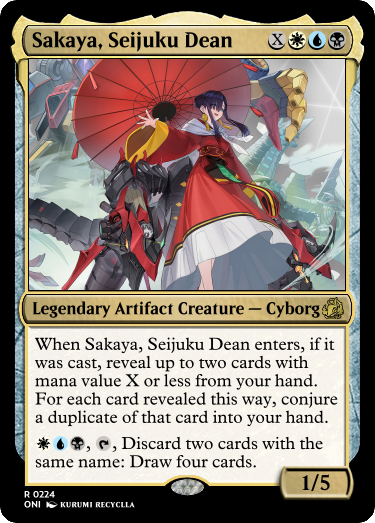 Sakaya, Seijuku Dean X
Legendary Artifact Creature — Cyborg
When Sakaya, Seijuku Dean enters, if it
was cast, reveal up to two cards with
mana value X or less from your hand.
For each card revealed this way, conjure
a duplicate of that card into your hand.
, , Discard two cards with the
same name: Draw four cards.
1/5
R 0224
ONI KURUMI RECYCLLA